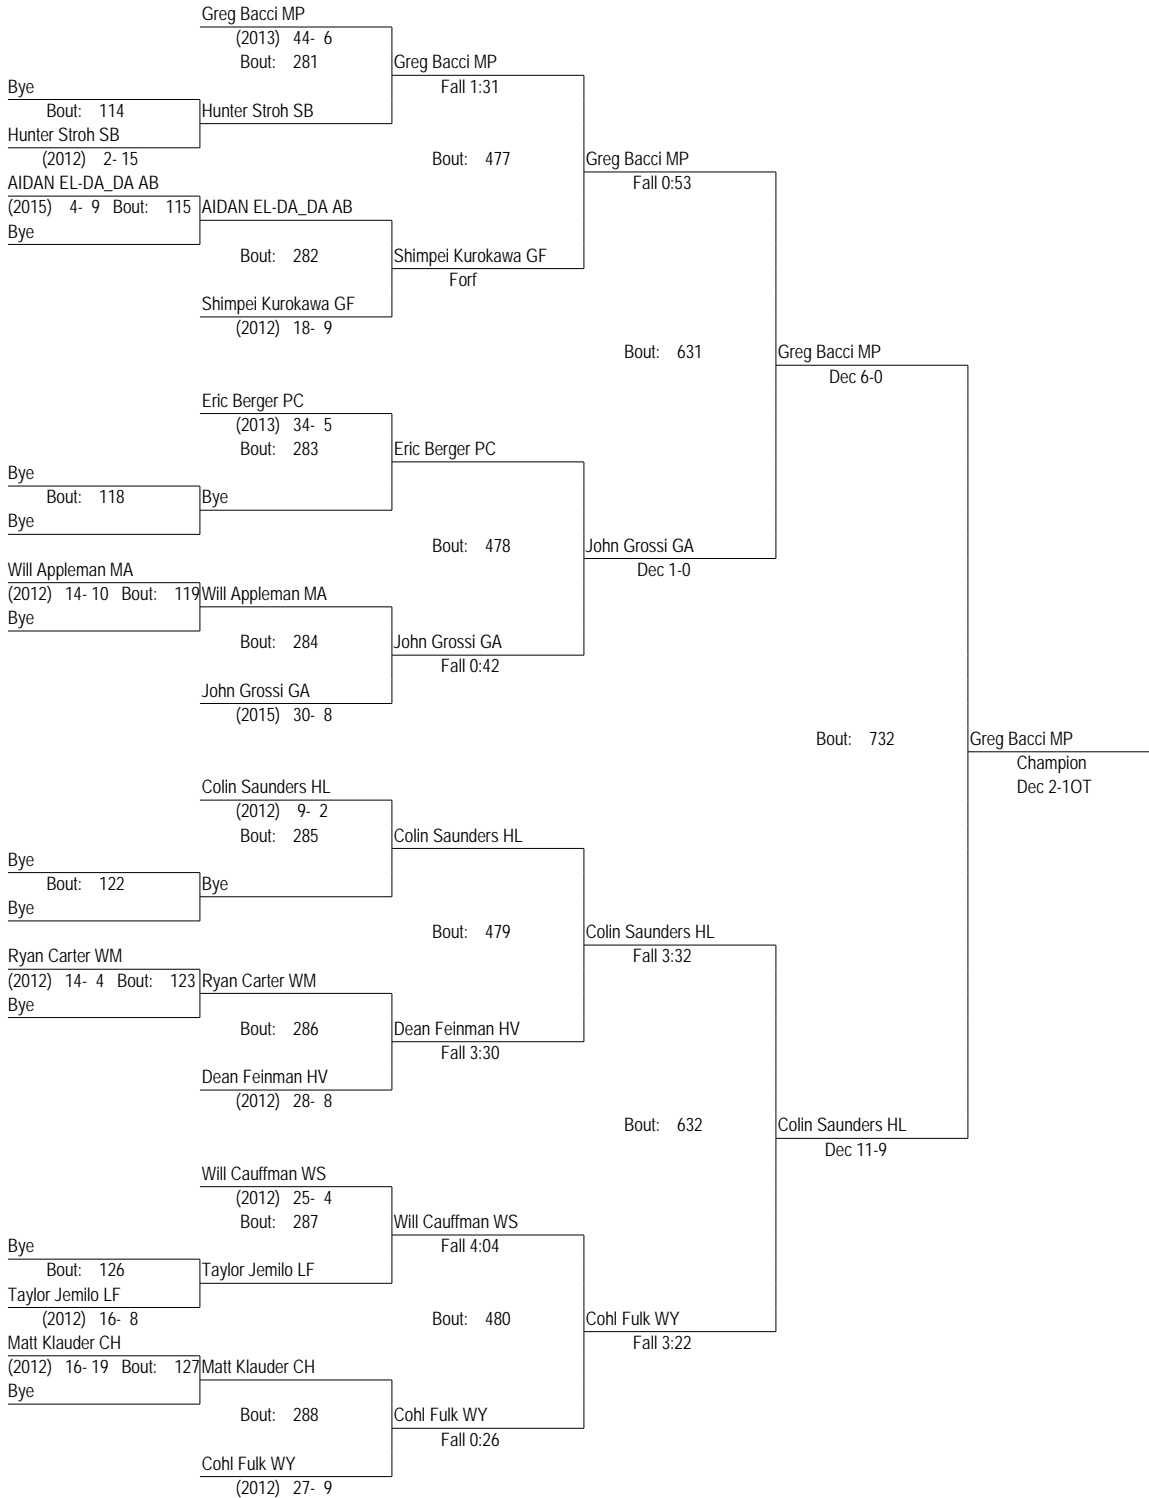 Greg Bacci MP
(2013) 44- 6
Bout: 281
Greg Bacci MP
Fall 1:31
Bye
Bout: 114
Hunter Stroh SB
Hunter Stroh SB
(2012) 2- 15
Bout: 477
Greg Bacci MP
Fall 0:53
AIDAN EL-DA_DA AB
(2015) 4- 9 Bout: 115
AIDAN EL-DA_DA AB
Bye
Bout: 282
Shimpei Kurokawa GF
Forf
Shimpei Kurokawa GF
(2012) 18- 9
Bout: 631
Greg Bacci MP
Dec 6-0
Eric Berger PC
(2013) 34- 5
Bout: 283
Eric Berger PC
Bye
Bout: 118
Bye
Bye
Bout: 478
John Grossi GA
Dec 1-0
Will Appleman MA
(2012) 14- 10 Bout: 119
Will Appleman MA
Bye
Bout: 284
John Grossi GA
Fall 0:42
John Grossi GA
(2015) 30- 8
Bout: 732
Greg Bacci MP
Champion
Dec 2-1OT
Colin Saunders HL
(2012) 9- 2
Bout: 285
Colin Saunders HL
Bye
Bout: 122
Bye
Bye
Bout: 479
Colin Saunders HL
Fall 3:32
Ryan Carter WM
(2012) 14- 4 Bout: 123
Ryan Carter WM
Bye
Bout: 286
Dean Feinman HV
Fall 3:30
Dean Feinman HV
(2012) 28- 8
Bout: 632
Colin Saunders HL
Dec 11-9
Will Cauffman WS
(2012) 25- 4
Bout: 287
Will Cauffman WS
Fall 4:04
Bye
Bout: 126
Taylor Jemilo LF
Taylor Jemilo LF
(2012) 16- 8
Bout: 480
Cohl Fulk WY
Fall 3:22
Matt Klauder CH
(2012) 16- 19 Bout: 127
Matt Klauder CH
Bye
Bout: 288
Cohl Fulk WY
Fall 0:26
Cohl Fulk WY
(2012) 27- 9